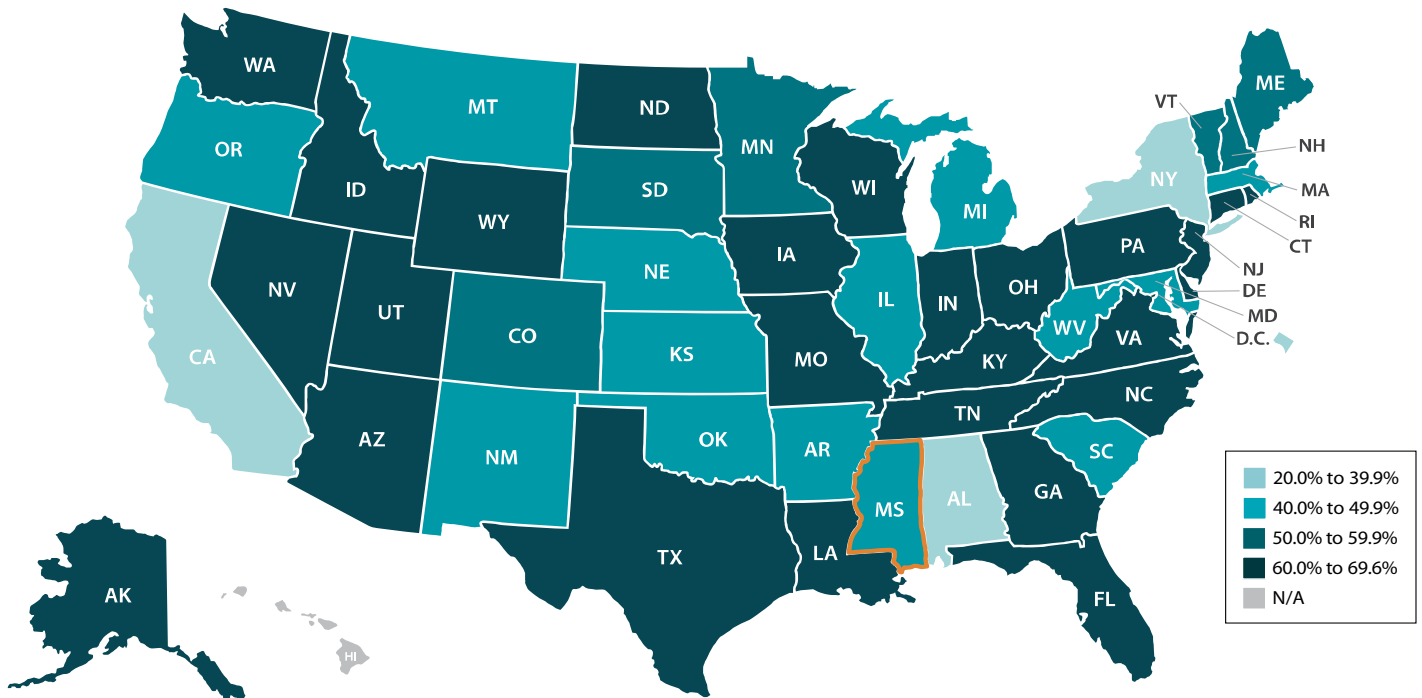 WA
MT
ND
MN
ME
VT
NH
OR
ID
SD
WI
MI
NY
MA
RI
CT
WY
IA
PA
NJ
NE
OH
DE
NV
UT
CO
IL
IN
MD
WV
VA
D.C.
CA
KS
MO
KY
NC
TN
AZ
NM
OK
AR
SC
MS
AL
GA
TX
LA
AK
FL
HI
20.0% to 39.9%
40.0% to 49.9%
50.0% to 59.9%
60.0% to 69.6%
N/A